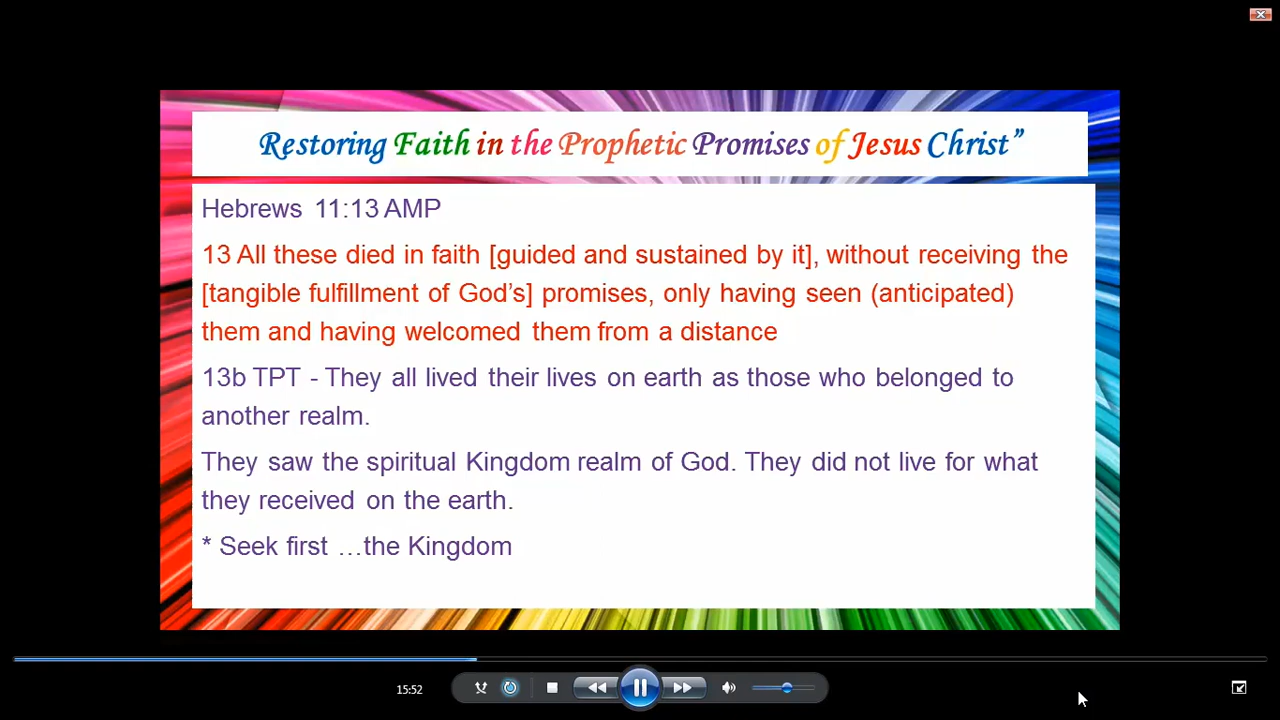 Restoring Faith in the Prophetic Promises of Jesus Christ”
Hebrews 11:13 AMP
13 All these died in faith [guided and sustained by it], without receiving the
[tangible fulfillment of God’s] promises, only having seen (anticipated)
them and having welcomed them from a distance
13b TPT - They all lived their lives on earth as those who belonged to
another realm.
They saw the spiritual Kingdom realm of God. They did not live for what
they received on the earth.
* Seek first …the Kingdom
15:52